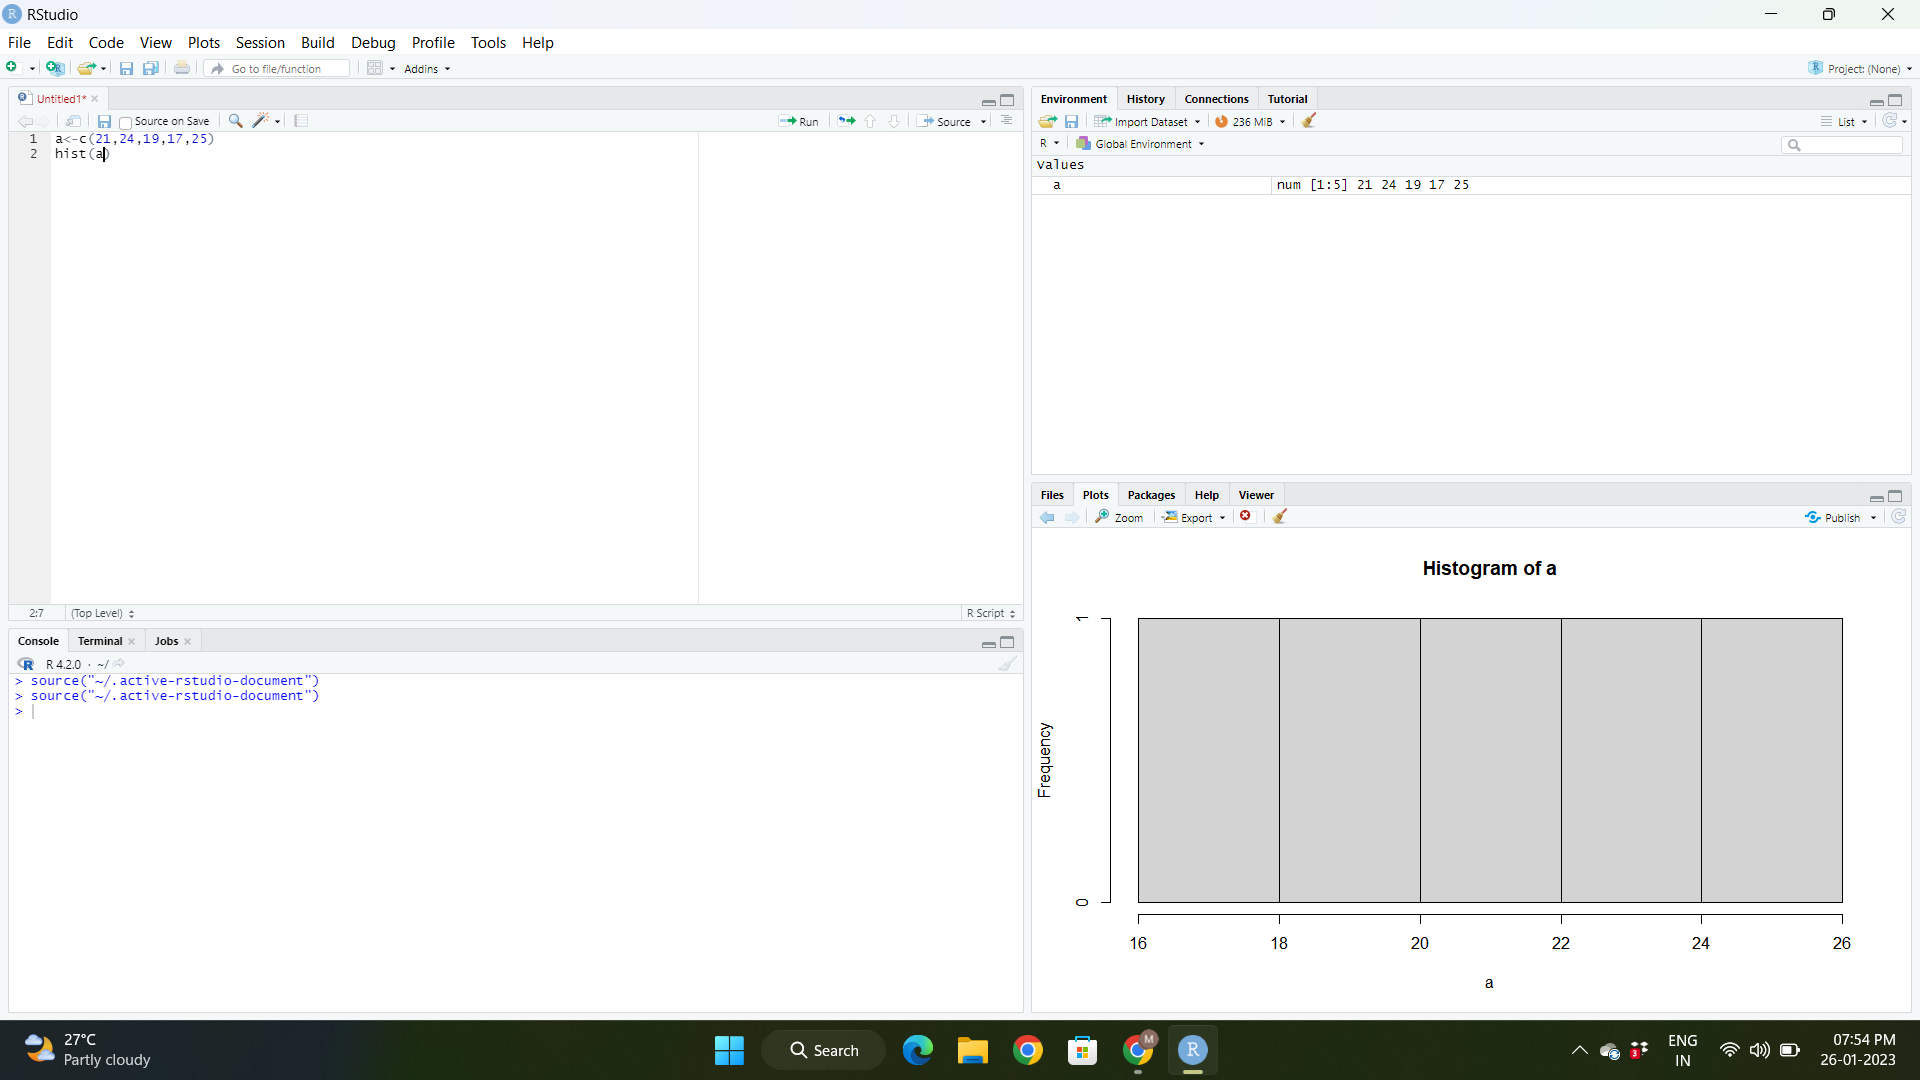 RStudio
File Edit Code View Plots Session Build Debug Profile Tools Help
Go to file/function Addins Project: (None)
Untitled1*
Source on Save Run Source
1 a<-c(21,24,19,17,25)
2 hist(a)
2:7 (Top Level) R Script
Console Terminal Jobs
R 4.2.0 · ~/
> source("~/.active-rstudio-document")
> source("~/.active-rstudio-document")
>
Environment History Connections Tutorial
Import Dataset 236 MiB List
R Global Environment
Values
a num [1:5] 21 24 19 17 25
Files Plots Packages Help Viewer
Zoom Export Publish
Histogram of a
Frequency
1
0
16 18 20 22 24 26
a
27°C
Partly cloudy
Search
M
R
3
ENG
IN
07:54 PM
26-01-2023